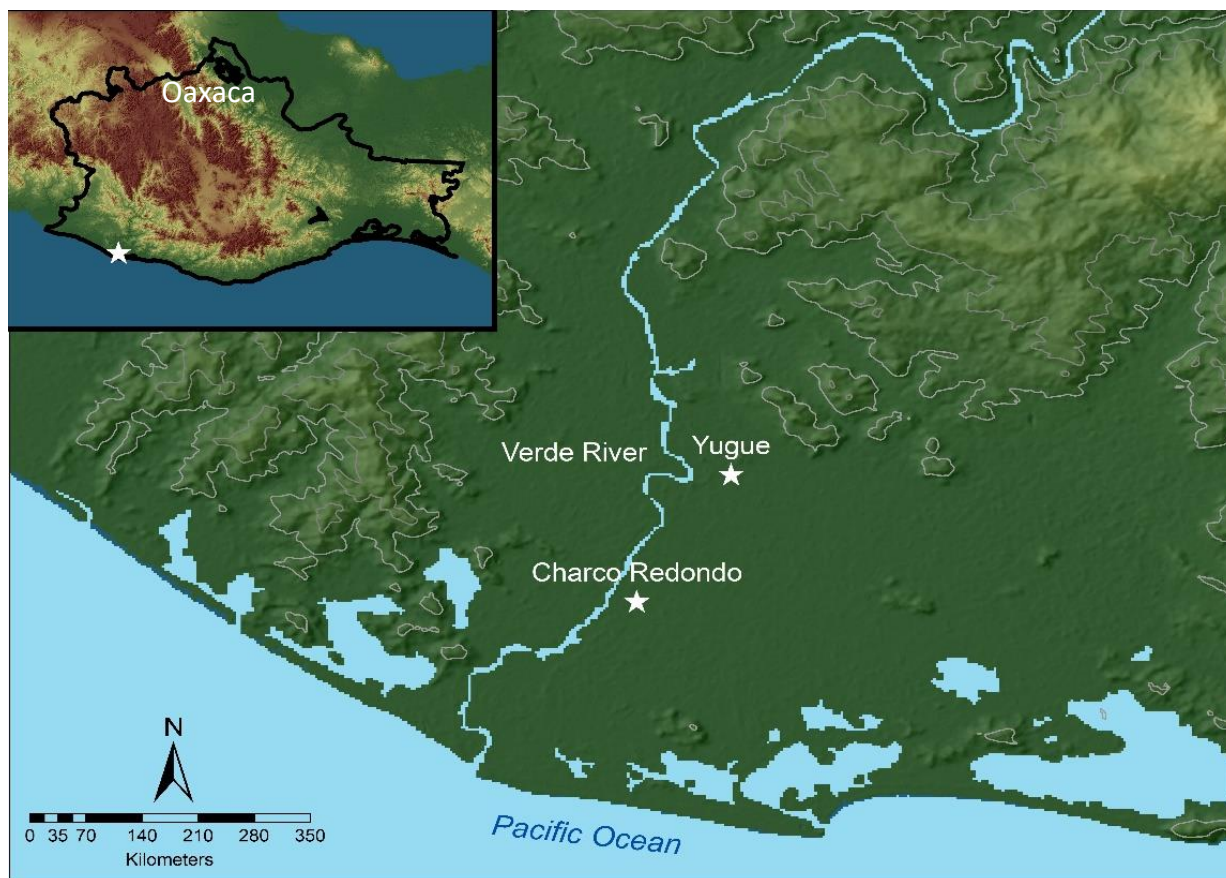 Oaxaca
Verde River
Yugue
Charco Redondo
N
0 35 70 140 210 280 350
Kilometers
Pacific Ocean